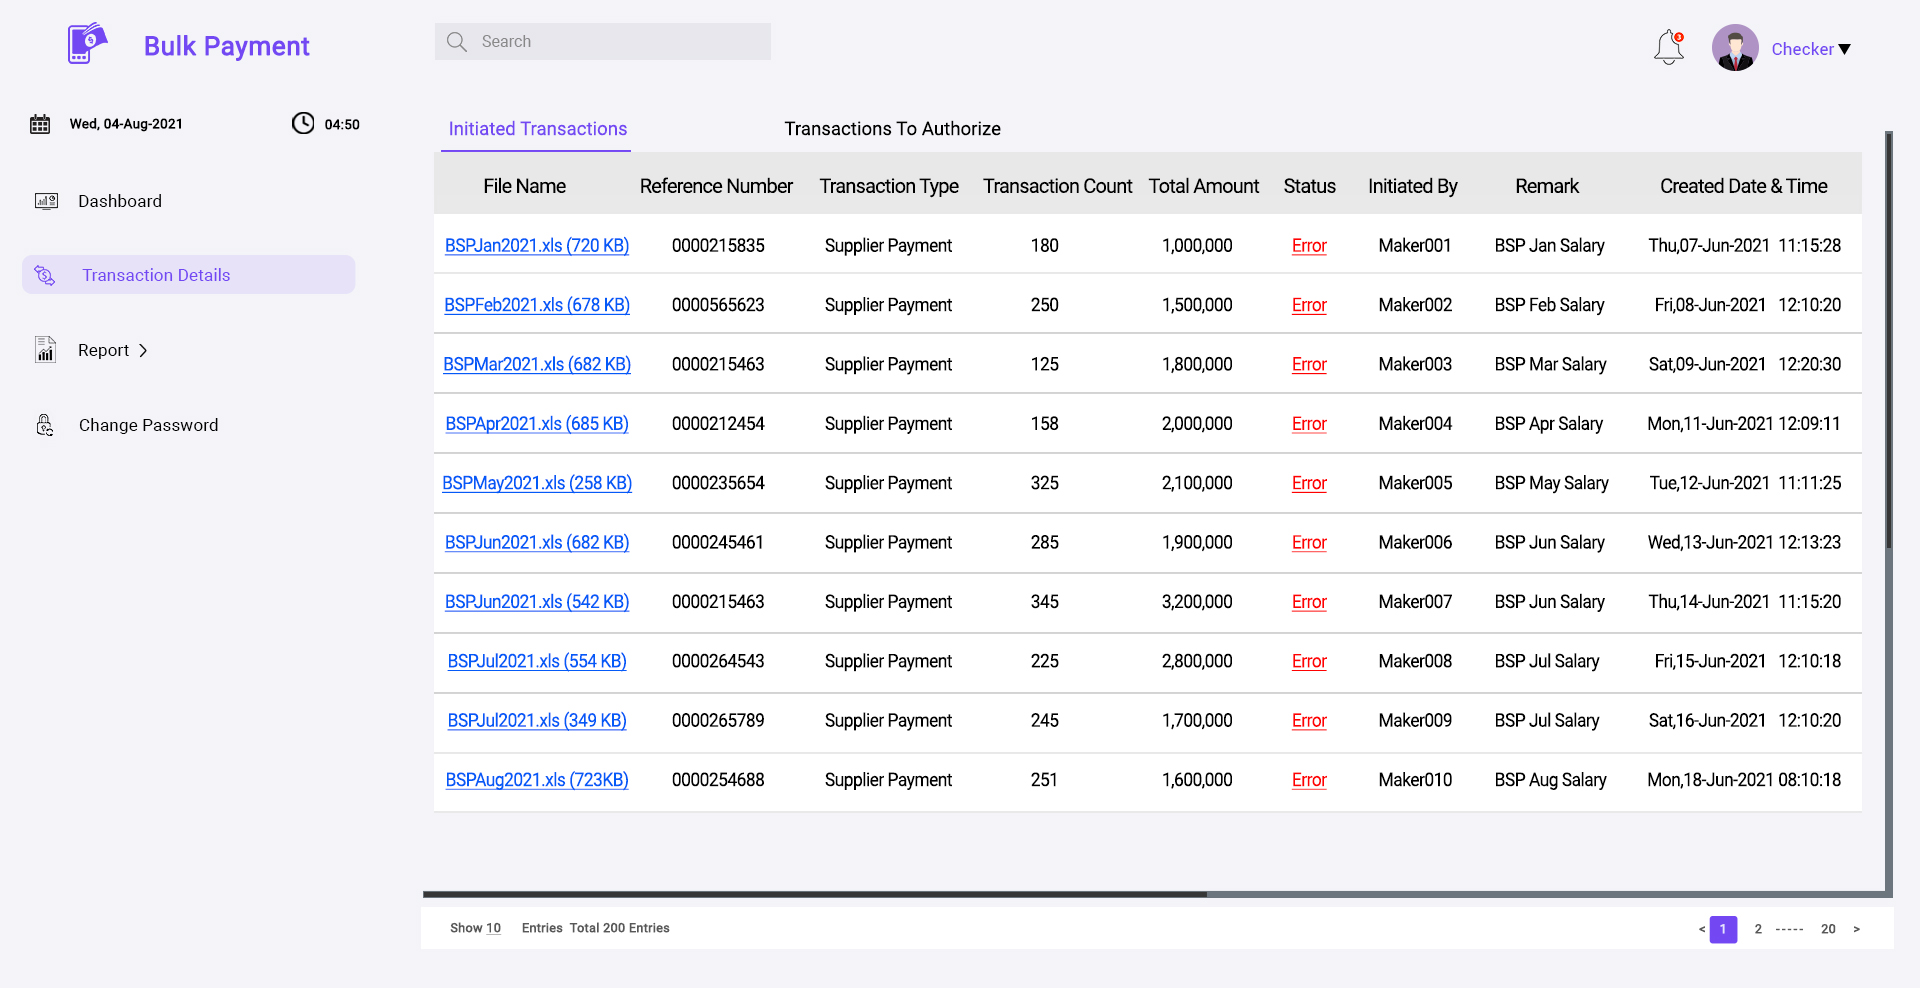 Bulk Payment
Search
3
Checker
Wed, 04-Aug-2021 04:50
Dashboard
Transaction Details
Report
Change Password
Initiated Transactions Transactions To Authorize
File Name Reference Number Transaction Type Transaction Count Total Amount Status Initiated By Remark Created Date & Time
BSPJan2021.xls (720 KB) 0000215835 Supplier Payment 180 1,000,000 Error Maker001 BSP Jan Salary Thu,07-Jun-2021 11:15:28
BSPFeb2021.xls (678 KB) 0000565623 Supplier Payment 250 1,500,000 Error Maker002 BSP Feb Salary Fri,08-Jun-2021 12:10:20
BSPMar2021.xls (682 KB) 0000215463 Supplier Payment 125 1,800,000 Error Maker003 BSP Mar Salary Sat,09-Jun-2021 12:20:30
BSPApr2021.xls (685 KB) 0000212454 Supplier Payment 158 2,000,000 Error Maker004 BSP Apr Salary Mon,11-Jun-2021 12:09:11
BSPMay2021.xls (258 KB) 0000235654 Supplier Payment 325 2,100,000 Error Maker005 BSP May Salary Tue,12-Jun-2021 11:11:25
BSPJun2021.xls (682 KB) 0000245461 Supplier Payment 285 1,900,000 Error Maker006 BSP Jun Salary Wed,13-Jun-2021 12:13:23
BSPJun2021.xls (542 KB) 0000215463 Supplier Payment 345 3,200,000 Error Maker007 BSP Jun Salary Thu,14-Jun-2021 11:15:20
BSPJul2021.xls (554 KB) 0000264543 Supplier Payment 225 2,800,000 Error Maker008 BSP Jul Salary Fri,15-Jun-2021 12:10:18
BSPJul2021.xls (349 KB) 0000265789 Supplier Payment 245 1,700,000 Error Maker009 BSP Jul Salary Sat,16-Jun-2021 12:10:20
BSPAug2021.xls (723KB) 0000254688 Supplier Payment 251 1,600,000 Error Maker010 BSP Aug Salary Mon,18-Jun-2021 08:10:18
Show 10 Entries Total 200 Entries
< 1 2 ----- 20 >